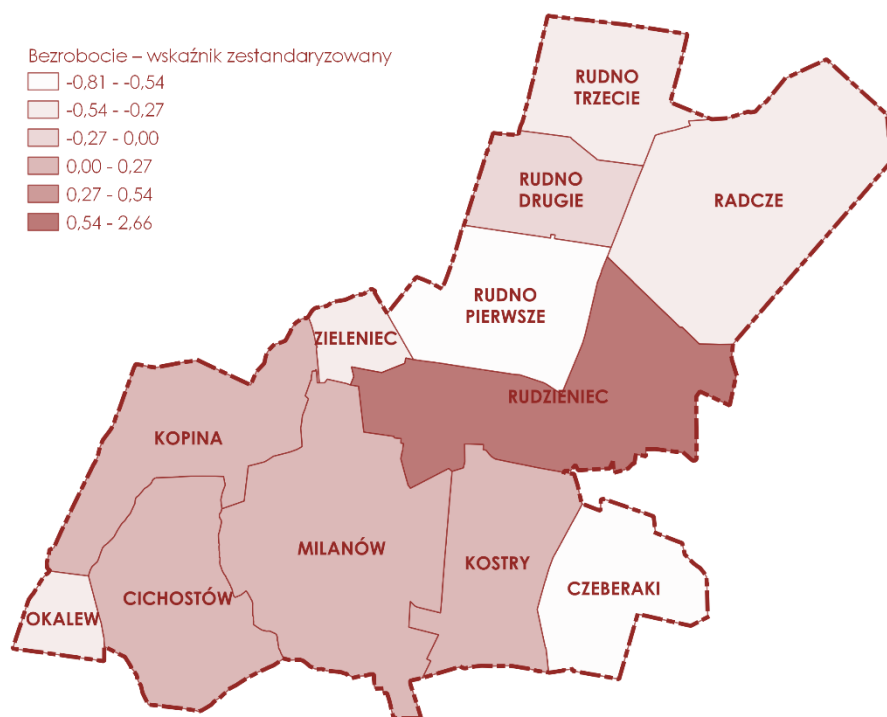 Bezrobocie – wskaźnik zestandaryzowany
-0,81 - -0,54
-0,54 - -0,27
-0,27 - 0,00
0,00 - 0,27
0,27 - 0,54
0,54 - 2,66
RUDNO
TRZECIE
RUDNO
DRUGIE
RADCZE
RUDNO
PIERWSZE
ZIELENIEC
RUDZIENIEC
KOPINA
MILANÓW
KOSTRY
CZEBERAKI
CICHOSTÓW
OKALEW